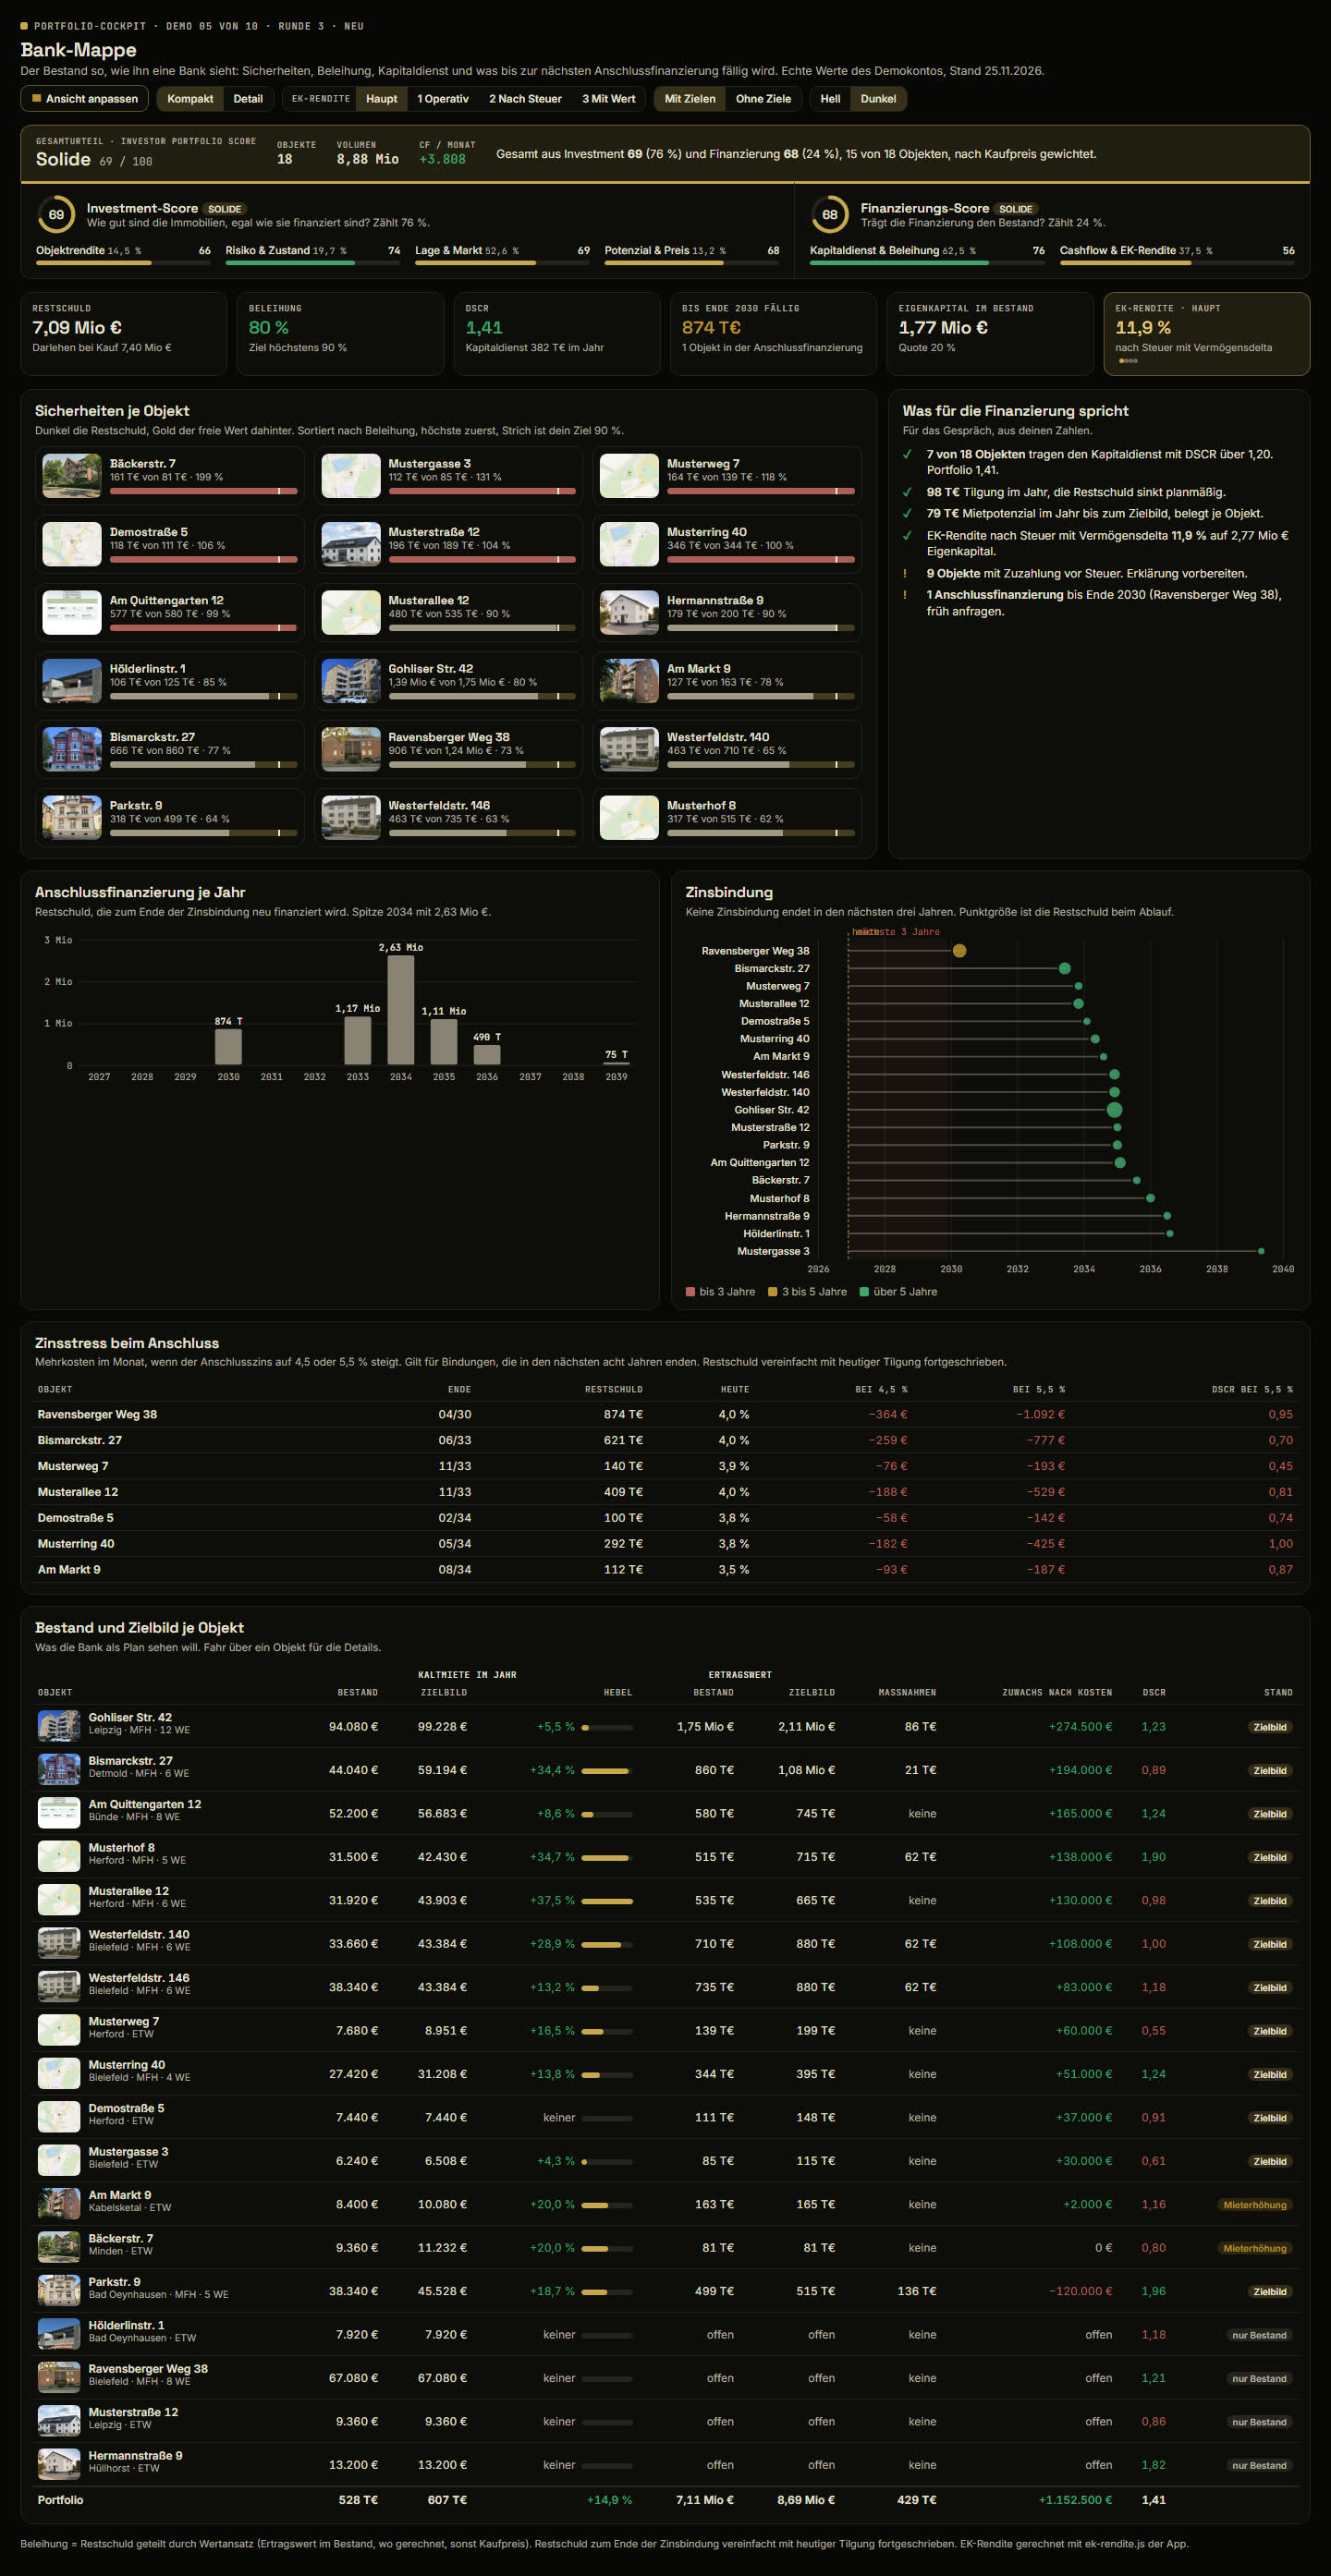 PORTFOLIO-COCKPIT · DEMO 05 VON 10 · RUNDE 3 · NEU
Bank-Mappe
Der Bestand so, wie ihn eine Bank sieht: Sicherheiten, Beleihung, Kapitaldienst und was bis zur nächsten Anschlussfinanzierung fällig wird. Echte Werte des Demokontos, Stand 25.11.2026.
Ansicht anpassen Kompakt Detail EK-RENDITE Haupt 1 Operativ 2 Nach Steuer 3 Mit Wert Mit Zielen Ohne Ziele Hell Dunkel
GESAMTURTEIL · INVESTOR PORTFOLIO SCORE OBJEKTE VOLUMEN CF / MONAT
Solide 69 / 100 18 8,88 Mio +3.808 Gesamt aus Investment 69 (76 %) und Finanzierung 68 (24 %), 15 von 18 Objekten, nach Kaufpreis gewichtet.
69 Investment-Score SOLIDE
Wie gut sind die Immobilien, egal wie sie finanziert sind? Zählt 76 %.
Objektrendite 14,5 % 66 Risiko & Zustand 19,7 % 74 Lage & Markt 52,6 % 69 Potenzial & Preis 13,2 % 68
68 Finanzierungs-Score SOLIDE
Trägt die Finanzierung den Bestand? Zählt 24 %.
Kapitaldienst & Beleihung 62,5 % 76 Cashflow & EK-Rendite 37,5 % 56
RESTSCHULD
7,09 Mio €
Darlehen bei Kauf 7,40 Mio €
BELEIHUNG
80 %
Ziel höchstens 90 %
DSCR
1,41
Kapitaldienst 382 T€ im Jahr
BIS ENDE 2030 FÄLLIG
874 T€
1 Objekt in der Anschlussfinanzierung
EIGENKAPITAL IM BESTAND
1,77 Mio €
Quote 20 %
EK-RENDITE · HAUPT
11,9 %
nach Steuer mit Vermögensdelta
Sicherheiten je Objekt
Dunkel die Restschuld, Gold der freie Wert dahinter. Sortiert nach Beleihung, höchste zuerst, Strich ist dein Ziel 90 %.
Bäckerstr. 7
161 T€ von 81 T€ · 199 %
Mustergasse 3
112 T€ von 85 T€ · 131 %
Musterweg 7
164 T€ von 139 T€ · 118 %
Demostraße 5
118 T€ von 111 T€ · 106 %
Musterstraße 12
196 T€ von 189 T€ · 104 %
Musterring 40
346 T€ von 344 T€ · 100 %
Am Quittengarten 12
577 T€ von 580 T€ · 99 %
Musterallee 12
480 T€ von 535 T€ · 90 %
Hermannstraße 9
179 T€ von 200 T€ · 90 %
Hölderlinstr. 1
106 T€ von 125 T€ · 85 %
Gohliser Str. 42
1,39 Mio € von 1,75 Mio € · 80 %
Am Markt 9
127 T€ von 163 T€ · 78 %
Bismarckstr. 27
666 T€ von 860 T€ · 77 %
Ravensberger Weg 38
906 T€ von 1,24 Mio € · 73 %
Westerfeldstr. 140
463 T€ von 710 T€ · 65 %
Parkstr. 9
318 T€ von 499 T€ · 64 %
Westerfeldstr. 146
463 T€ von 735 T€ · 63 %
Musterhof 8
317 T€ von 515 T€ · 62 %
Was für die Finanzierung spricht
Für das Gespräch, aus deinen Zahlen.
✓ 7 von 18 Objekten tragen den Kapitaldienst mit DSCR über 1,20.
Portfolio 1,41.
✓ 98 T€ Tilgung im Jahr, die Restschuld sinkt planmäßig.
✓ 79 T€ Mietpotenzial im Jahr bis zum Zielbild, belegt je Objekt.
✓ EK-Rendite nach Steuer mit Vermögensdelta 11,9 % auf 2,77 Mio €
Eigenkapital.
! 9 Objekte mit Zuzahlung vor Steuer. Erklärung vorbereiten.
! 1 Anschlussfinanzierung bis Ende 2030 (Ravensberger Weg 38),
früh anfragen.
Anschlussfinanzierung je Jahr
Restschuld, die zum Ende der Zinsbindung neu finanziert wird. Spitze 2034 mit 2,63 Mio €.
3 Mio
2 Mio
1 Mio
0
874 T 1,17 Mio 2,63 Mio 1,11 Mio 490 T 75 T
2027 2028 2029 2030 2031 2032 2033 2034 2035 2036 2037 2038 2039
Zinsbindung
Keine Zinsbindung endet in den nächsten drei Jahren. Punktgröße ist die Restschuld beim Ablauf.
heute nächste 3 Jahre
Ravensberger Weg 38
Bismarckstr. 27
Musterweg 7
Musterallee 12
Demostraße 5
Musterring 40
Am Markt 9
Westerfeldstr. 146
Westerfeldstr. 140
Gohliser Str. 42
Musterstraße 12
Parkstr. 9
Am Quittengarten 12
Bäckerstr. 7
Musterhof 8
Hermannstraße 9
Hölderlinstr. 1
Mustergasse 3
2026 2028 2030 2032 2034 2036 2038 2040
bis 3 Jahre 3 bis 5 Jahre über 5 Jahre
Zinsstress beim Anschluss
Mehrkosten im Monat, wenn der Anschlusszins auf 4,5 oder 5,5 % steigt. Gilt für Bindungen, die in den nächsten acht Jahren enden. Restschuld vereinfacht mit heutiger Tilgung fortgeschrieben.
OBJEKT ENDE RESTSCHULD HEUTE BEI 4,5 % BEI 5,5 % DSCR BEI 5,5 %
Ravensberger Weg 38 04/30 874 T€ 4,0 % −364 € −1.092 € 0,95
Bismarckstr. 27 06/33 621 T€ 4,0 % −259 € −777 € 0,70
Musterweg 7 11/33 140 T€ 3,9 % −76 € −193 € 0,45
Musterallee 12 11/33 409 T€ 4,0 % −188 € −529 € 0,81
Demostraße 5 02/34 100 T€ 3,8 % −58 € −142 € 0,74
Musterring 40 05/34 292 T€ 3,8 % −182 € −425 € 1,00
Am Markt 9 08/34 112 T€ 3,5 % −93 € −187 € 0,87
Bestand und Zielbild je Objekt
Was die Bank als Plan sehen will. Fahr über ein Objekt für die Details.
KALTMIETE IM JAHR ERTRAGSWERT
OBJEKT BESTAND ZIELBILD HEBEL BESTAND ZIELBILD MASSNAHMEN ZUWACHS NACH KOSTEN DSCR STAND
Gohliser Str. 42
Leipzig · MFH · 12 WE
94.080 € 99.228 € +5,5 % 1,75 Mio € 2,11 Mio € 86 T€ +274.500 € 1,23 Zielbild
Bismarckstr. 27
Detmold · MFH · 6 WE
44.040 € 59.194 € +34,4 % 860 T€ 1,08 Mio € 21 T€ +194.000 € 0,89 Zielbild
Am Quittengarten 12
Bünde · MFH · 8 WE
52.200 € 56.683 € +8,6 % 580 T€ 745 T€ keine +165.000 € 1,24 Zielbild
Musterhof 8
Herford · MFH · 5 WE
31.500 € 42.430 € +34,7 % 515 T€ 715 T€ 62 T€ +138.000 € 1,90 Zielbild
Musterallee 12
Herford · MFH · 6 WE
31.920 € 43.903 € +37,5 % 535 T€ 665 T€ keine +130.000 € 0,98 Zielbild
Westerfeldstr. 140
Bielefeld · MFH · 6 WE
33.660 € 43.384 € +28,9 % 710 T€ 880 T€ 62 T€ +108.000 € 1,00 Zielbild
Westerfeldstr. 146
Bielefeld · MFH · 6 WE
38.340 € 43.384 € +13,2 % 735 T€ 880 T€ 62 T€ +83.000 € 1,18 Zielbild
Musterweg 7
Herford · ETW
7.680 € 8.951 € +16,5 % 139 T€ 199 T€ keine +60.000 € 0,55 Zielbild
Musterring 40
Bielefeld · MFH · 4 WE
27.420 € 31.208 € +13,8 % 344 T€ 395 T€ keine +51.000 € 1,24 Zielbild
Demostraße 5
Herford · ETW
7.440 € 7.440 € keiner 111 T€ 148 T€ keine +37.000 € 0,91 Zielbild
Mustergasse 3
Bielefeld · ETW
6.240 € 6.508 € +4,3 % 85 T€ 115 T€ keine +30.000 € 0,61 Zielbild
Am Markt 9
Kabelsketal · ETW
8.400 € 10.080 € +20,0 % 163 T€ 165 T€ keine +2.000 € 1,16 Mieterhöhung
Bäckerstr. 7
Minden · ETW
9.360 € 11.232 € +20,0 % 81 T€ 81 T€ keine 0 € 0,80 Mieterhöhung
Parkstr. 9
Bad Oeynhausen · MFH · 5 WE
38.340 € 45.528 € +18,7 % 499 T€ 515 T€ 136 T€ −120.000 € 1,96 Zielbild
Hölderlinstr. 1
Bad Oeynhausen · ETW
7.920 € 7.920 € keiner offen offen keine offen 1,18 nur Bestand
Ravensberger Weg 38
Bielefeld · MFH · 8 WE
67.080 € 67.080 € keiner offen offen keine offen 1,21 nur Bestand
Musterstraße 12
Leipzig · ETW
9.360 € 9.360 € keiner offen offen keine offen 0,86 nur Bestand
Hermannstraße 9
Hüllhorst · ETW
13.200 € 13.200 € keiner offen offen keine offen 1,82 nur Bestand
Portfolio 528 T€ 607 T€ +14,9 % 7,11 Mio € 8,69 Mio € 429 T€ +1.152.500 € 1,41
Beleihung = Restschuld geteilt durch Wertansatz (Ertragswert im Bestand, wo gerechnet, sonst Kaufpreis). Restschuld zum Ende der Zinsbindung vereinfacht mit heutiger Tilgung fortgeschrieben. EK-Rendite gerechnet mit ek-rendite.js der App.